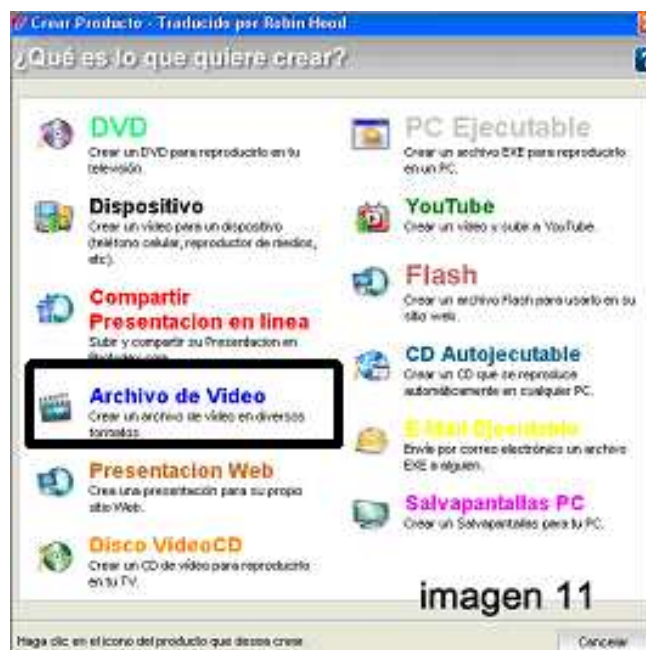 Crear Producto - Traducido por Robin Hood
¿Qué es lo que quiere crear?
DVD
Crear un DVD para reproducirlo en tu
televisión.
Dispositivo
Crear un vídeo para un dispositivo
(teléfono celular, reproductor de medios,
etc).
Compartir
Presentacion en linea
Subir y compartir su Presentacion en
Archivo de Video
Crear un archivo de vídeo en diversos
formatos
Presentacion Web
Crea una presentación para su propio
sitio Web.
Disco VideoCD
Crear un CD de vídeo para reproducirlo
en tu TV.
PC Ejecutable
Crear un archivo EXE para reproducirlo
en un PC.
YouTube
Crear un vídeo y subir a YouTube.
Flash
Crear un archivo Flash para usarlo en su
sitio web.
CD Autojecutable
Crear un CD que se reproduce
automáticamente en cualquier PC.
E-Mail Ejecutable
Envíe por correo electrónico un archivo
EXE a alguien.
Salvapantallas PC
Crear un Salvapantallas para tu PC.
imagen 11
Haga clic en el icono del producto que desea crear
Cancelar